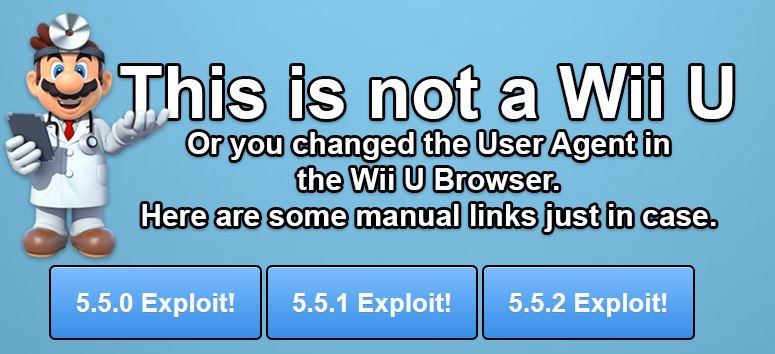 This is not a Wii U
Or you changed the User Agent in
the Wii U Browser.
Here are some manual links just in case.
5.5.0 Exploit!
5.5.1 Exploit!
5.5.2 Exploit!